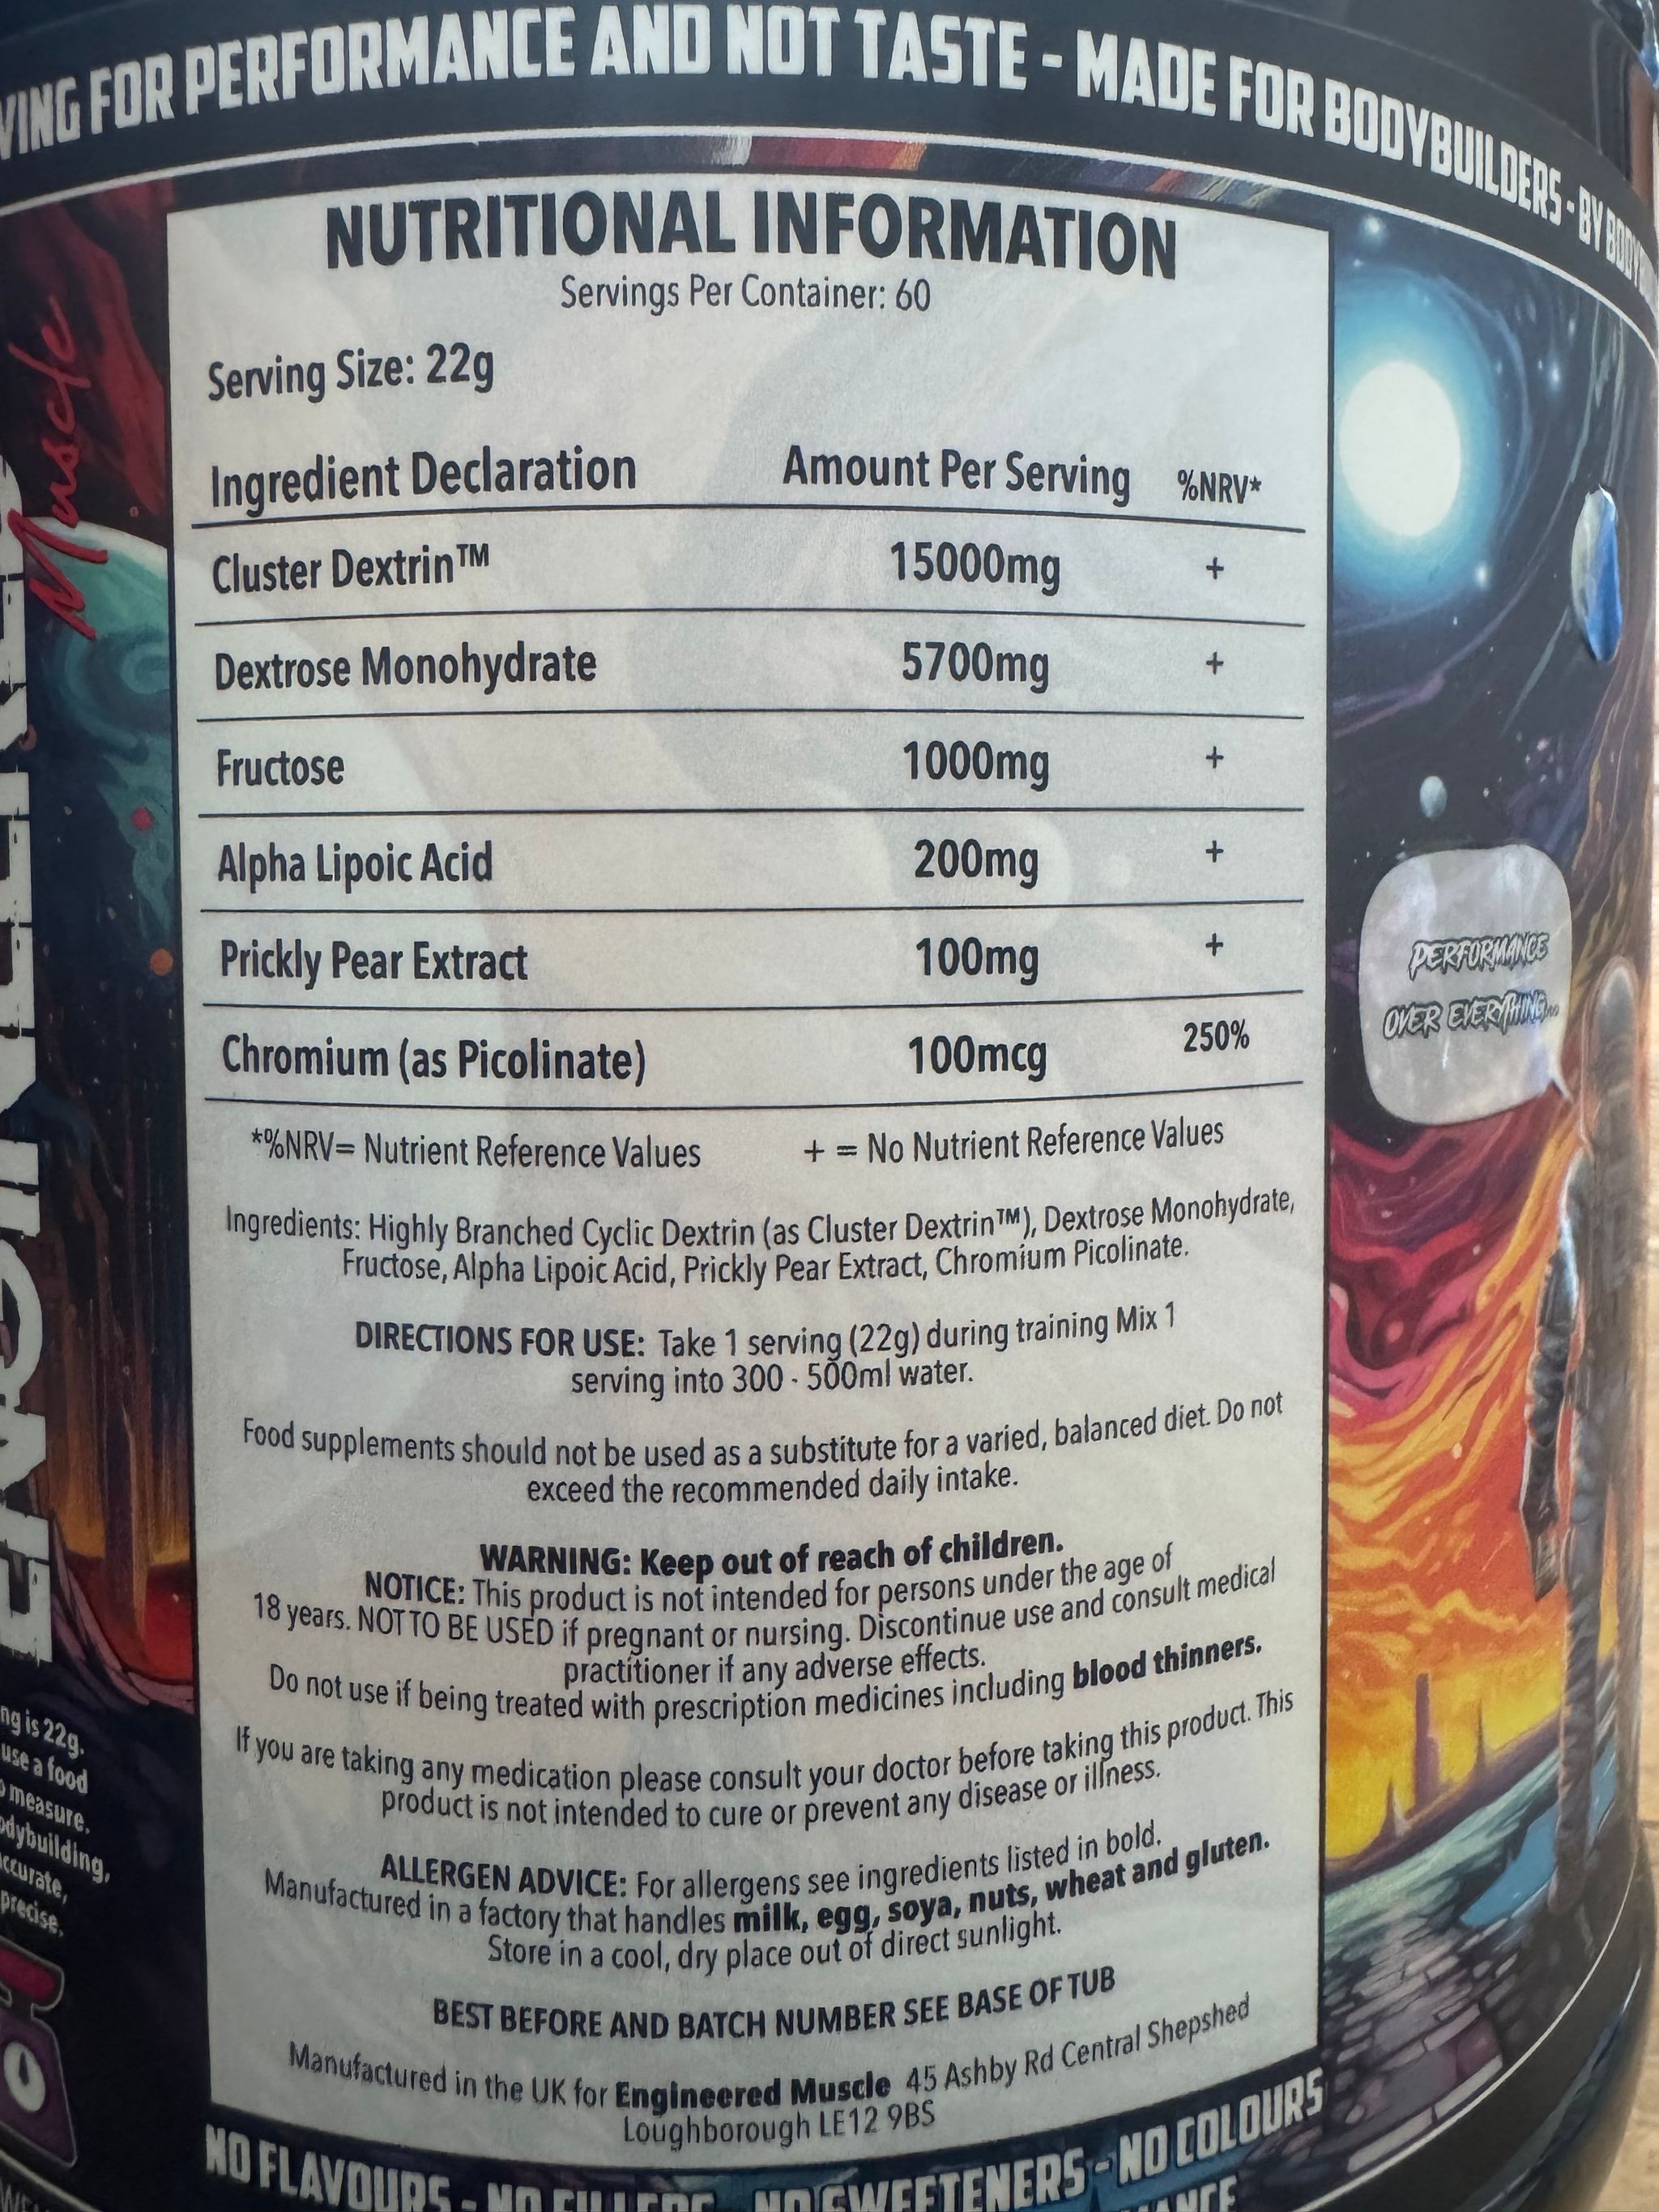 VING FOR PERFORMANCE AND NOT TASTE - MADE FOR BODYBUILDERS - BY
Muscle
NUTRITIONAL INFORMATION
Servings Per Container: 60
Serving Size: 22g
Ingredient Declaration Amount Per Serving %NRV*
Cluster Dextrin™ 15000mg +
Dextrose Monohydrate 5700mg +
Fructose 1000mg +
Alpha Lipoic Acid 200mg +
Prickly Pear Extract 100mg +
Chromium (as Picolinate) 100mcg 250%
*%NRV= Nutrient Reference Values + = No Nutrient Reference Values
Ingredients: Highly Branched Cyclic Dextrin (as Cluster Dextrin™), Dextrose Monohydrate,
Fructose, Alpha Lipoic Acid, Prickly Pear Extract, Chromium Picolinate.
DIRECTIONS FOR USE: Take 1 serving (22g) during training Mix 1
serving into 300 - 500ml water.
Food supplements should not be used as a substitute for a varied, balanced diet. Do not
exceed the recommended daily intake.
WARNING: Keep out of reach of children.
NOTICE: This product is not intended for persons under the age of
18 years. NOT TO BE USED if pregnant or nursing. Discontinue use and consult medical
practitioner if any adverse effects.
Do not use if being treated with prescription medicines including blood thinners.
If you are taking any medication please consult your doctor before taking this product. This
product is not intended to cure or prevent any disease or illness.
ALLERGEN ADVICE: For allergens see ingredients listed in bold.
Manufactured in a factory that handles milk, egg, soya, nuts, wheat and gluten.
Store in a cool, dry place out of direct sunlight.
BEST BEFORE AND BATCH NUMBER SEE BASE OF TUB
Manufactured in the UK for Engineered Muscle 45 Ashby Rd Central Shepshed
Loughborough LE12 9BS
PERFORMANCE
OVER EVERYTHING...
ng is 22g.
use a food
measure.
odybuilding,
ccurate,
precise,
NO FLAVOURS - NO FILLERS - NO SWEETENERS - NO COLOURS